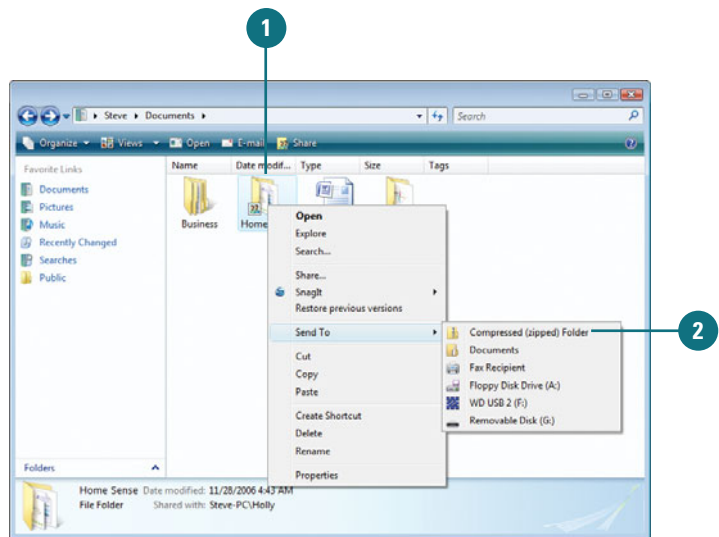 1
Steve ▸ Documents ▸
Search
Organize
Views
Open
E-mail
Share
Favorite Links
Documents
Pictures
Music
Recently Changed
Searches
Public
Folders
Name
Date modif...
Type
Size
Tags
Business
Home
Open
Explore
Search...
Share...
SnagIt
Restore previous versions
Send To
Cut
Copy
Paste
Create Shortcut
Delete
Rename
Properties
Compressed (zipped) Folder
Documents
Fax Recipient
Floppy Disk Drive (A:)
WD USB 2 (F:)
Removable Disk (G:)
2
Home Sense Date modified: 11/28/2006 4:43 AM
File Folder Shared with: Steve-PC\Holly